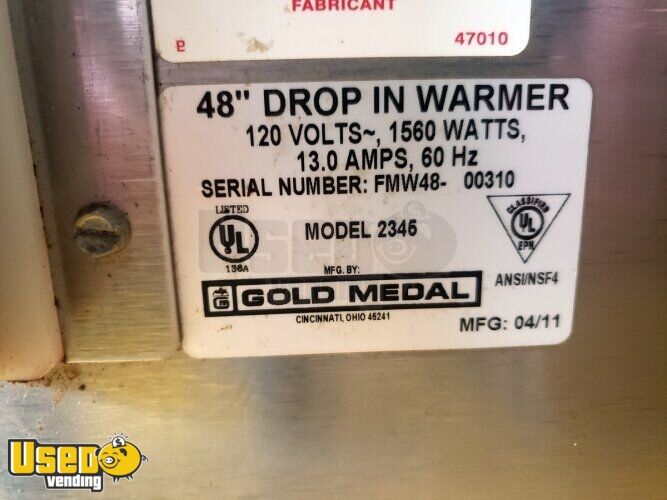 FABRICANT
47010
48" DROP IN WARMER
120 VOLTS~, 1560 WATTS,
13.0 AMPS, 60 Hz
SERIAL NUMBER: FMW48- 00310
LISTED
UL
136A
MODEL 2345
CLASSIFIED
UL
EPH
MFG. BY:
GOLD MEDAL
ANSI/NSF4
CINCINNATI, OHIO 45241
MFG: 04/11
USED
vending